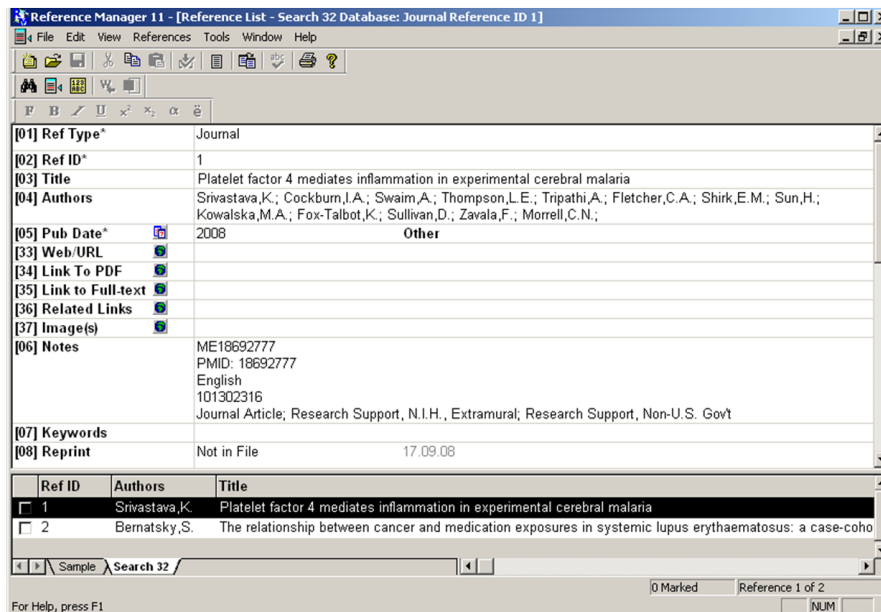 Reference Manager 11 - [Reference List - Search 32 Database: Journal Reference ID 1]
File Edit View References Tools Window Help
F B I U x² x₂ α ë
[01] Ref Type* Journal
[02] Ref ID* 1
[03] Title Platelet factor 4 mediates inflammation in experimental cerebral malaria
[04] Authors Srivastava,K.; Cockburn,I.A.; Swaim,A.; Thompson,L.E.; Tripathi,A.; Fletcher,C.A.; Shirk,E.M.; Sun,H.;
Kowalska,M.A.; Fox-Talbot,K.; Sullivan,D.; Zavala,F.; Morrell,C.N.;
[05] Pub Date* 2008 Other
[33] Web/URL
[34] Link To PDF
[35] Link to Full-text
[36] Related Links
[37] Image(s)
[06] Notes ME18692777
PMID: 18692777
English
101302316
Journal Article; Research Support, N.I.H., Extramural; Research Support, Non-U.S. Gov't
[07] Keywords
[08] Reprint Not in File 17.09.08
Ref ID Authors Title
1 Srivastava,K. Platelet factor 4 mediates inflammation in experimental cerebral malaria
2 Bernatsky,S. The relationship between cancer and medication exposures in systemic lupus erythaematosus: a case-coho
Sample Search 32
0 Marked Reference 1 of 2
For Help, press F1 NUM